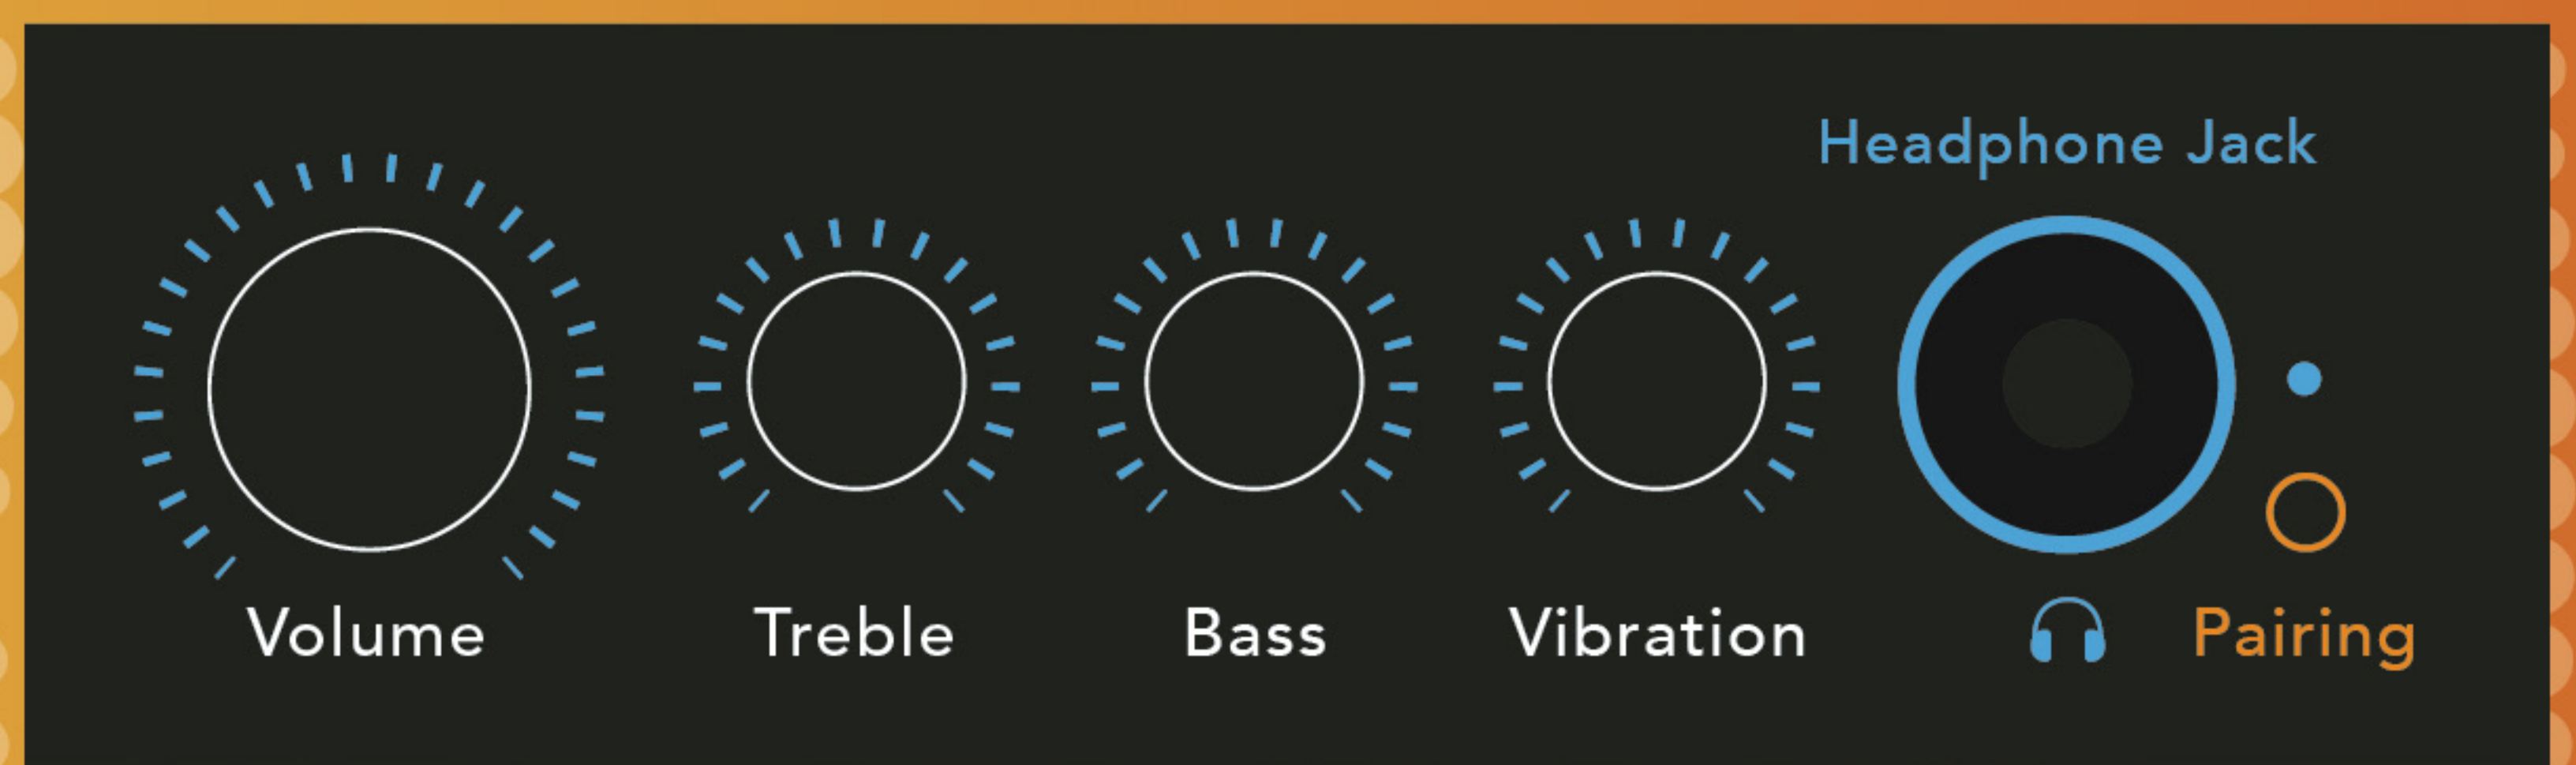 Headphone Jack
Volume
Treble
Bass
Vibration
Pairing